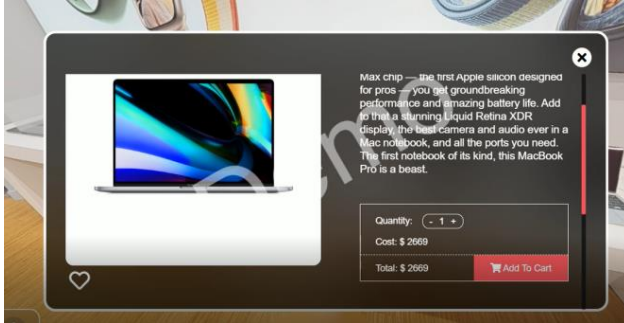 Max chip — the first Apple silicon designed
for pros — you get groundbreaking
performance and amazing battery life. Add
to that a stunning Liquid Retina XDR
display, the best camera and audio ever in a
Mac notebook, and all the ports you need.
The first notebook of its kind, this MacBook
Pro is a beast.
Demo
Quantity: - 1 +
Cost: $ 2669
Total: $ 2669 Add To Cart